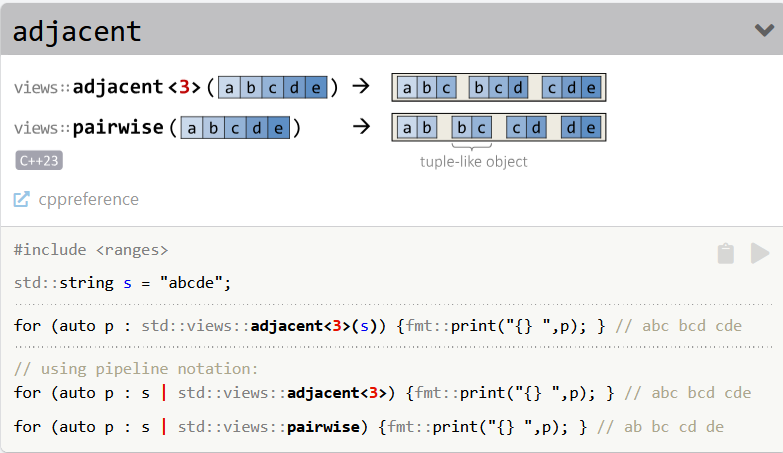 adjacent
views::adjacent<3>(a b c d e) → a b c b c d c d e
views::pairwise(a b c d e) → a b b c c d d e
C++23
tuple-like object
cppreference
#include <ranges>
std::string s = "abcde";
for (auto p : std::views::adjacent<3>(s)) {fmt::print("{} ",p); } // abc bcd cde
// using pipeline notation:
for (auto p : s | std::views::adjacent<3>) {fmt::print("{} ",p); } // abc bcd cde
for (auto p : s | std::views::pairwise) {fmt::print("{} ",p); } // ab bc cd de